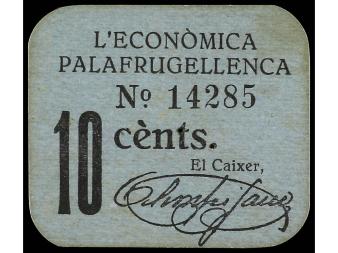 L'ECONÒMICA
PALAFRUGELLENCA
Nº 14285
10 cènts.
El Caixer,